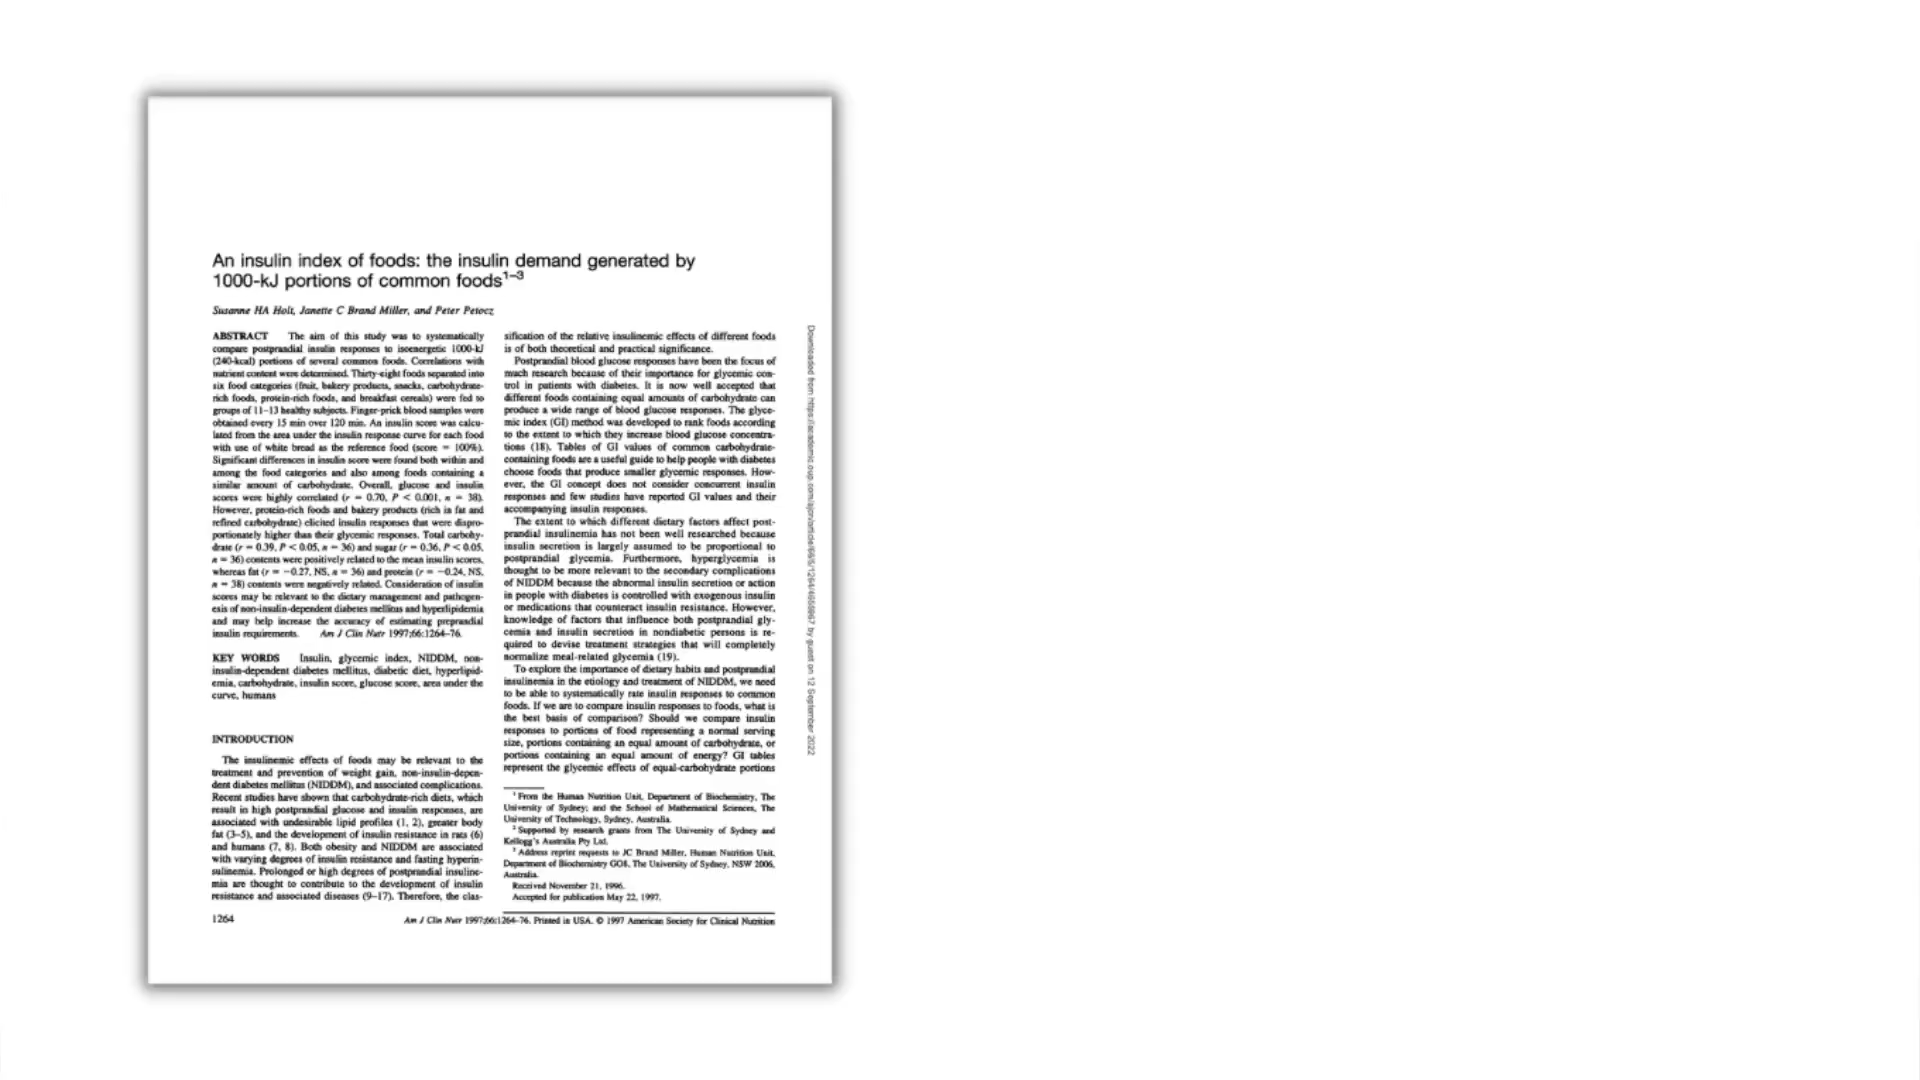 An insulin index of foods: the insulin demand generated by
1000-kJ portions of common foods1–3
Susanne HA Holt, Janette C Brand Miller, and Peter Petocz
ABSTRACT The aim of this study was to systematically
compare postprandial insulin responses to isoenergetic 1000-kJ
(240-kcal) portions of several common foods. Correlations with
nutrient content were determined. Thirty-eight foods separated into
six food categories (fruit, bakery products, snacks, carbohydrate-
rich foods, protein-rich foods, and breakfast cereals) were fed to
groups of 11–13 healthy subjects. Finger-prick blood samples were
obtained every 15 min over 120 min. An insulin score was calcu-
lated from the area under the insulin response curve for each food
with use of white bread as the reference food (score = 100%).
Significant differences in insulin score were found both within and
among the food categories and also among foods containing a
similar amount of carbohydrate. Overall, glucose and insulin
scores were highly correlated (r = 0.70, P < 0.001, n = 38).
However, protein-rich foods and bakery products (rich in fat and
refined carbohydrate) elicited insulin responses that were dispro-
portionately higher than their glycemic responses. Total carbohy-
drate (r = 0.39, P < 0.05, n = 36) and sugar (r = 0.36, P < 0.05,
n = 36) contents were positively related to the mean insulin scores,
whereas fat (r = −0.27, NS, n = 36) and protein (r = −0.24, NS,
n = 38) contents were negatively related. Consideration of insulin
scores may be relevant to the dietary management and pathogen-
esis of non-insulin-dependent diabetes mellitus and hyperlipidemia
and may help increase the accuracy of estimating preprandial
insulin requirements. Am J Clin Nutr 1997;66:1264–76.
KEY WORDS Insulin, glycemic index, NIDDM, non-
insulin-dependent diabetes mellitus, diabetic diet, hyperlipid-
emia, carbohydrate, insulin score, glucose score, area under the
curve, humans
INTRODUCTION
The insulinemic effects of foods may be relevant to the
treatment and prevention of weight gain, non-insulin-depen-
dent diabetes mellitus (NIDDM), and associated complications.
Recent studies have shown that carbohydrate-rich diets, which
result in high postprandial glucose and insulin responses, are
associated with undesirable lipid profiles (1, 2), greater body
fat (3–5), and the development of insulin resistance in rats (6)
and humans (7, 8). Both obesity and NIDDM are associated
with varying degrees of insulin resistance and fasting hyperin-
sulinemia. Prolonged or high degrees of postprandial insuline-
mia are thought to contribute to the development of insulin
resistance and associated diseases (9–17). Therefore, the clas-
sification of the relative insulinemic effects of different foods
is of both theoretical and practical significance.
Postprandial blood glucose responses have been the focus of
much research because of their importance for glycemic con-
trol in patients with diabetes. It is now well accepted that
different foods containing equal amounts of carbohydrate can
produce a wide range of blood glucose responses. The glyce-
mic index (GI) method was developed to rank foods according
to the extent to which they increase blood glucose concentra-
tions (18). Tables of GI values of common carbohydrate-
containing foods are a useful guide to help people with diabetes
choose foods that produce smaller glycemic responses. How-
ever, the GI concept does not consider concurrent insulin
responses and few studies have reported GI values and their
accompanying insulin responses.
The extent to which different dietary factors affect post-
prandial insulinemia has not been well researched because
insulin secretion is largely assumed to be proportional to
postprandial glycemia. Furthermore, hyperglycemia is
thought to be more relevant to the secondary complications
of NIDDM because the abnormal insulin secretion or action
in people with diabetes is controlled with exogenous insulin
or medications that counteract insulin resistance. However,
knowledge of factors that influence both postprandial gly-
cemia and insulin secretion in nondiabetic persons is re-
quired to devise treatment strategies that will completely
normalize meal-related glycemia (19).
To explore the importance of dietary habits and postprandial
insulinemia in the etiology and treatment of NIDDM, we need
to be able to systematically rate insulin responses to common
foods. If we are to compare insulin responses to foods, what is
the best basis of comparison? Should we compare insulin
responses to portions of food representing a normal serving
size, portions containing an equal amount of carbohydrate, or
portions containing an equal amount of energy? GI tables
represent the glycemic effects of equal-carbohydrate portions
1 From the Human Nutrition Unit, Department of Biochemistry, The
University of Sydney; and the School of Mathematical Sciences, The
University of Technology, Sydney, Australia.
2 Supported by research grants from The University of Sydney and
Kellogg's Australia Pty Ltd.
3 Address reprint requests to JC Brand Miller, Human Nutrition Unit,
Department of Biochemistry G08, The University of Sydney, NSW 2006,
Australia.
Received November 21, 1996.
Accepted for publication May 22, 1997.
1264
Am J Clin Nutr 1997;66:1264–76. Printed in USA. © 1997 American Society for Clinical Nutrition
Downloaded from https://academic.oup.com/ajcn/article/66/5/1264/4655967 by guest on 12 September 2022